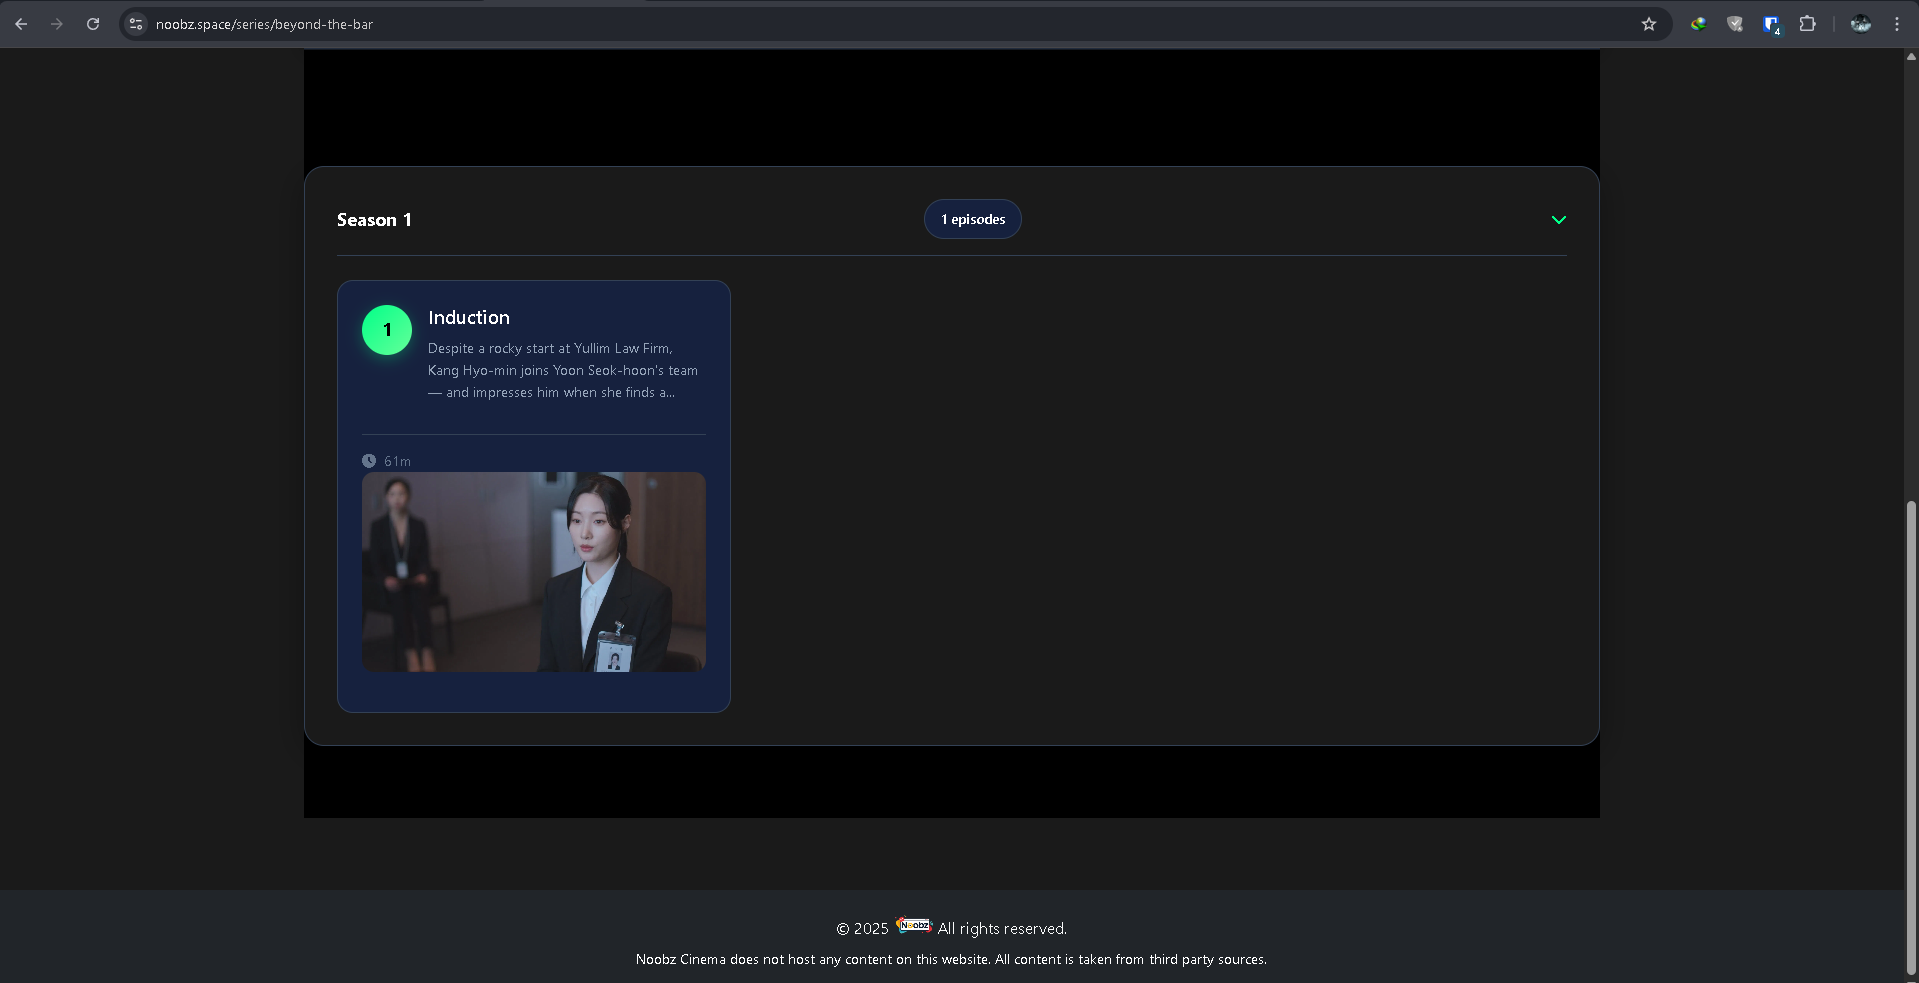 noobz.space/series/beyond-the-bar
4
Season 1
1 episodes
1
Induction
Despite a rocky start at Yullim Law Firm,
Kang Hyo-min joins Yoon Seok-hoon's team
— and impresses him when she finds a...
61m
© 2025 Noobz All rights reserved.
Noobz Cinema does not host any content on this website. All content is taken from third party sources.